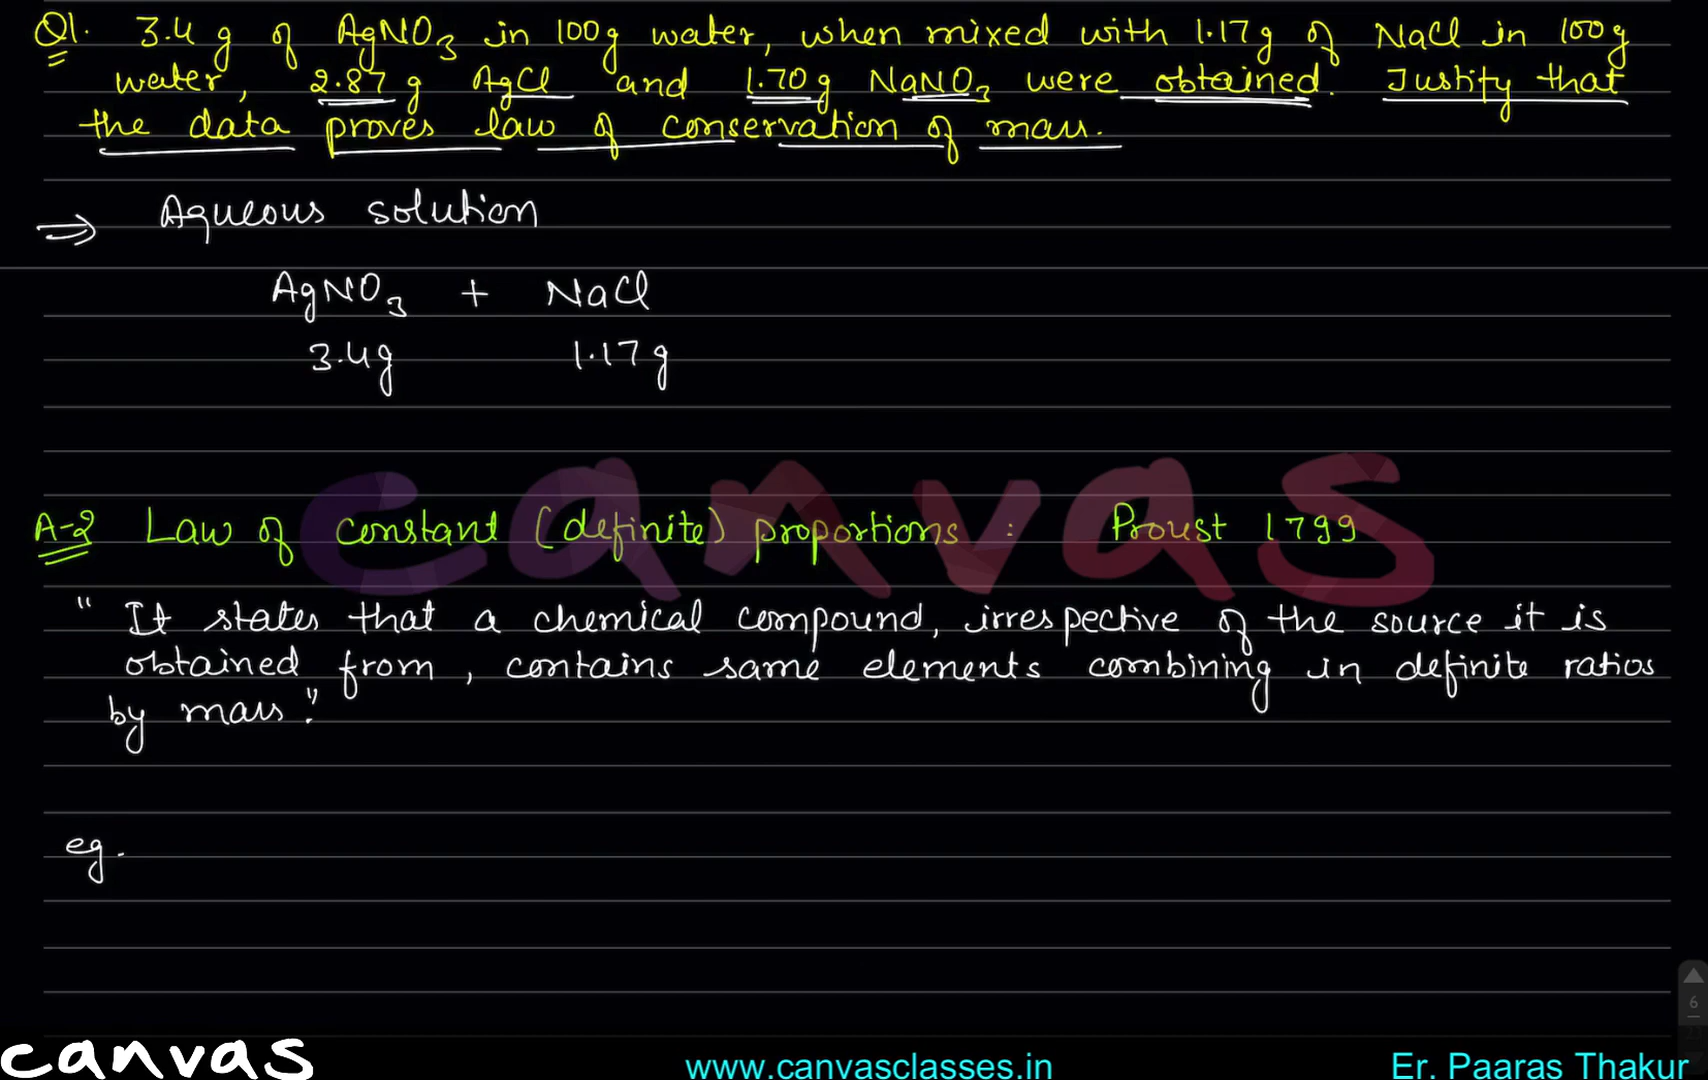 Q1. 3.4 g of AgNO3 in 100g water, when mixed with 1.17g of NaCl in 100g
water, 2.87 g AgCl and 1.70g NaNO3 were obtained. Justify that
the data proves law of conservation of mass.
⇒ Aqueous solution
AgNO3 + NaCl
3.4g 1.17g
canvas
A-2 Law of constant (definite) proportions : Proust 1799
" It states that a chemical compound, irrespective of the source it is
obtained from, contains same elements combining in definite ratios
by mass."
eg.
6
canvas www.canvasclasses.in Er. Paaras Thakur